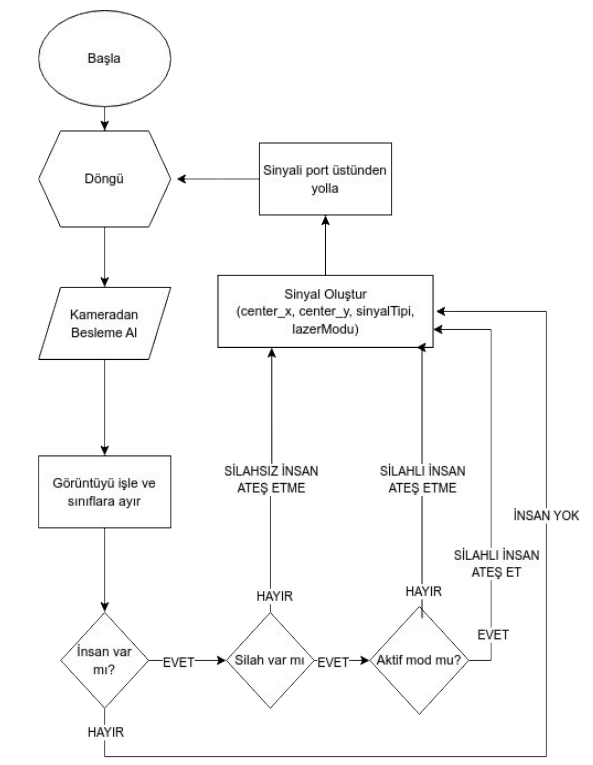 Başla
Döngü
Sinyali port üstünden
yolla
Kameradan
Besleme Al
Sinyal Oluştur
(center_x, center_y, sinyalTipi,
lazerModu)
Görüntüyü işle ve
sınıflara ayır
SİLAHSIZ İNSAN
ATEŞ ETME
SİLAHLI İNSAN
ATEŞ ETME
İNSAN YOK
SİLAHLI İNSAN
ATEŞ ET
HAYIR
HAYIR
EVET
İnsan var
mı?
EVET
Silah var mı
EVET
Aktif mod mu?
HAYIR